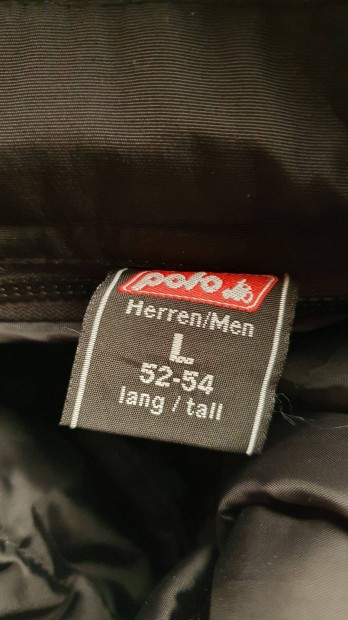 polo
Herren/Men
L
52-54
lang / tall